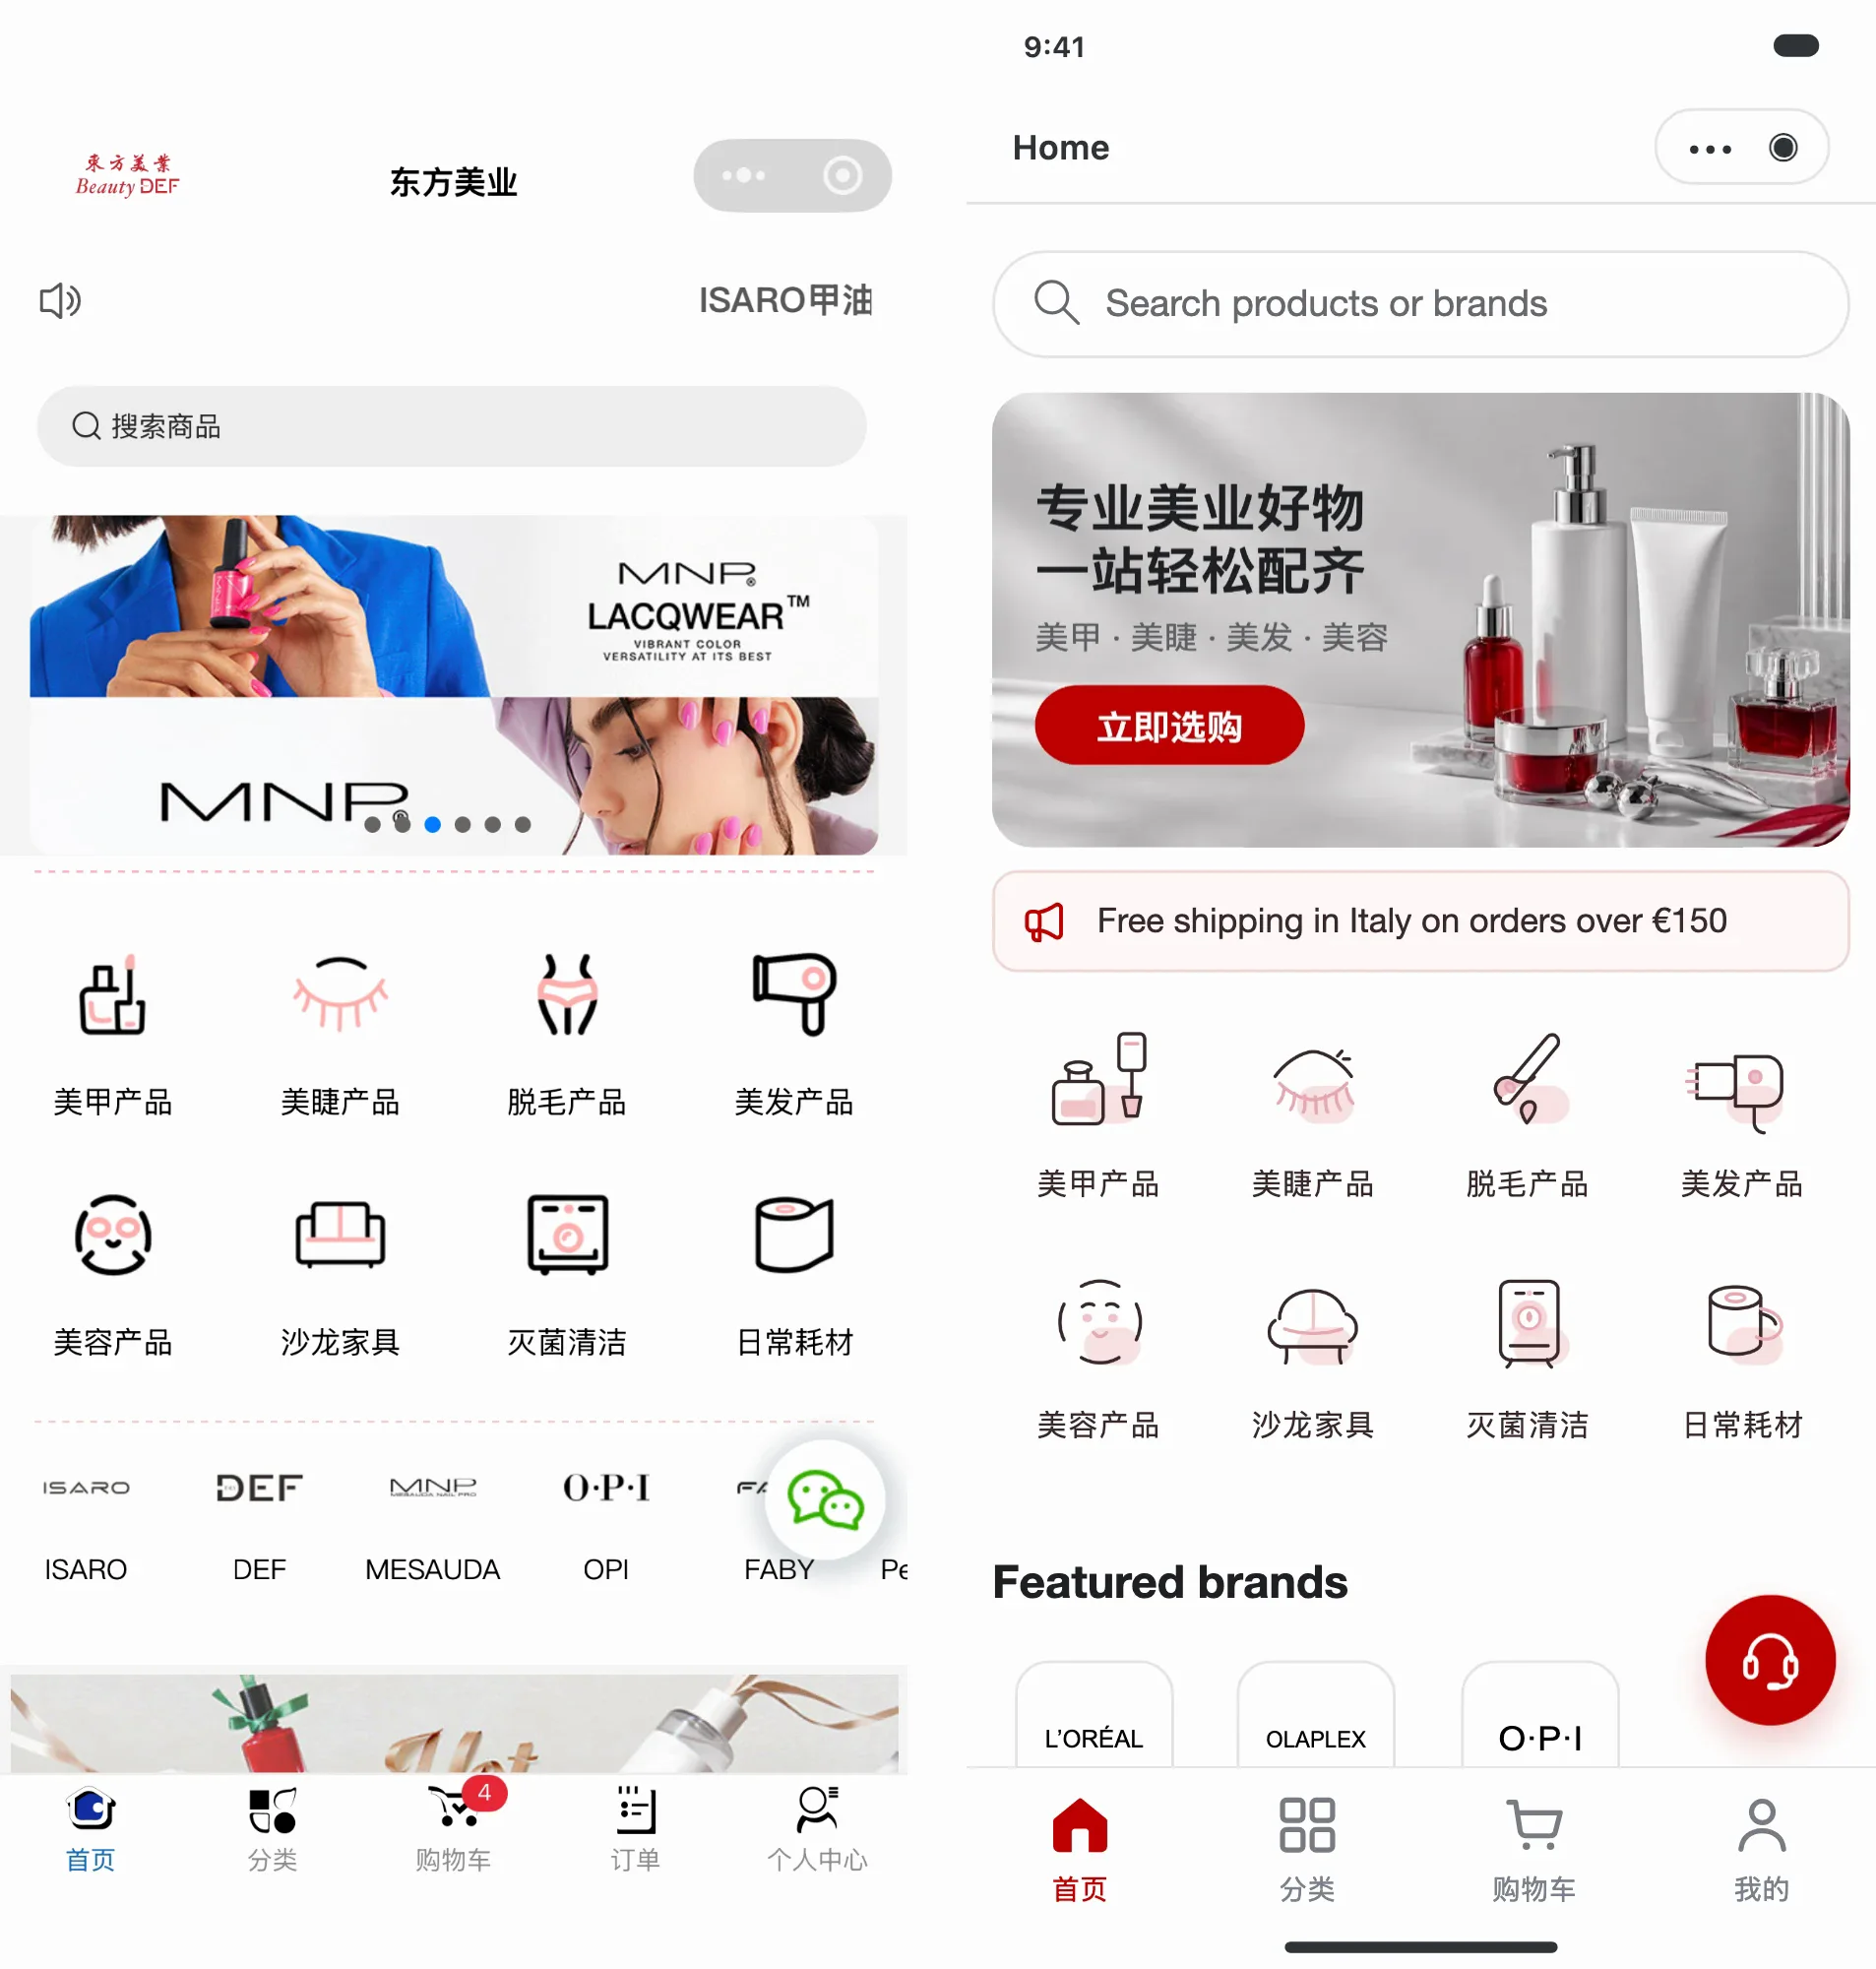 東方美業
Beauty DEF
东方美业
ISARO甲油
搜索商品
MNP®
LACQWEAR™
VIBRANT COLOR
VERSATILITY AT ITS BEST
MNP®
美甲产品
美睫产品
脱毛产品
美发产品
美容产品
沙龙家具
灭菌清洁
日常耗材
ISARO
DEF
MNP
MESAUDA NAIL PRO
O·P·I
FA
ISARO
DEF
MESAUDA
OPI
FABY
Pe
Hot
首页
分类
4
购物车
订单
个人中心
9:41
Home
Search products or brands
专业美业好物
一站轻松配齐
美甲 · 美睫 · 美发 · 美容
立即选购
Free shipping in Italy on orders over €150
美甲产品
美睫产品
脱毛产品
美发产品
美容产品
沙龙家具
灭菌清洁
日常耗材
Featured brands
L’ORÉAL
OLAPLEX
O·P·I
首页
分类
购物车
我的